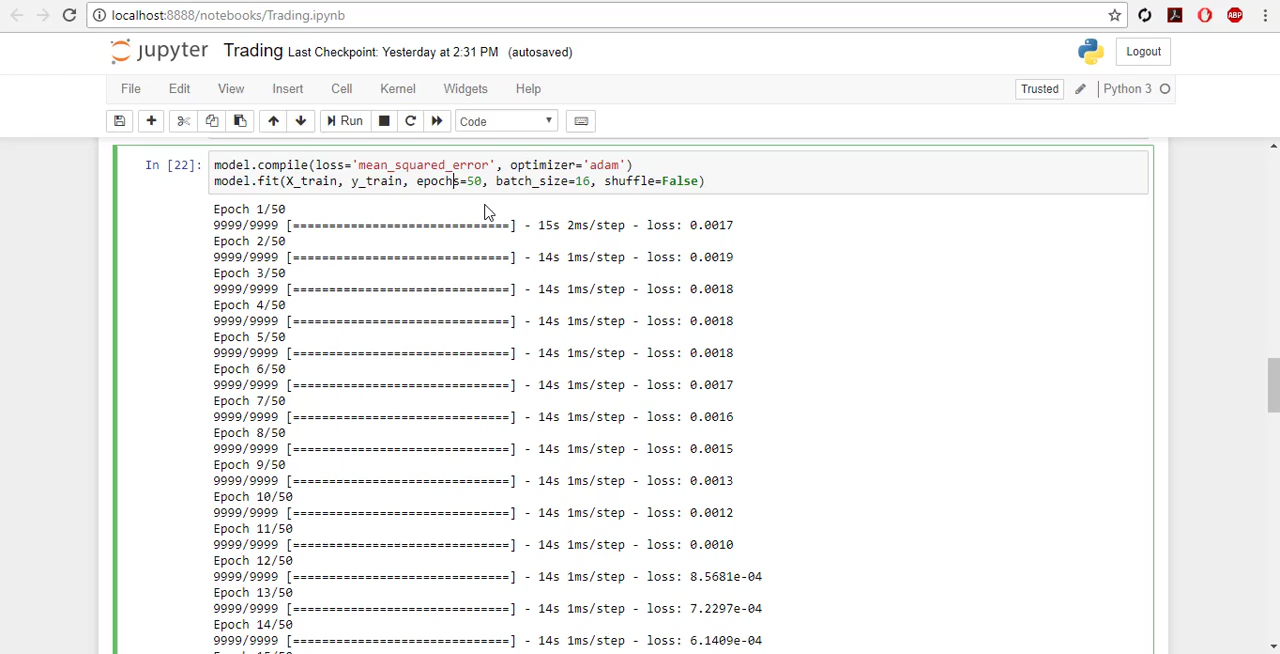 localhost:8888/notebooks/Trading.ipynb
ABP
jupyter Trading Last Checkpoint: Yesterday at 2:31 PM (autosaved)
Logout
File Edit View Insert Cell Kernel Widgets Help
Trusted Python 3
Run Code
In [22]: model.compile(loss='mean_squared_error', optimizer='adam')
model.fit(X_train, y_train, epochs=50, batch_size=16, shuffle=False)
Epoch 1/50
9999/9999 [==============================] - 15s 2ms/step - loss: 0.0017
Epoch 2/50
9999/9999 [==============================] - 14s 1ms/step - loss: 0.0019
Epoch 3/50
9999/9999 [==============================] - 14s 1ms/step - loss: 0.0018
Epoch 4/50
9999/9999 [==============================] - 14s 1ms/step - loss: 0.0018
Epoch 5/50
9999/9999 [==============================] - 14s 1ms/step - loss: 0.0018
Epoch 6/50
9999/9999 [==============================] - 14s 1ms/step - loss: 0.0017
Epoch 7/50
9999/9999 [==============================] - 14s 1ms/step - loss: 0.0016
Epoch 8/50
9999/9999 [==============================] - 14s 1ms/step - loss: 0.0015
Epoch 9/50
9999/9999 [==============================] - 14s 1ms/step - loss: 0.0013
Epoch 10/50
9999/9999 [==============================] - 14s 1ms/step - loss: 0.0012
Epoch 11/50
9999/9999 [==============================] - 14s 1ms/step - loss: 0.0010
Epoch 12/50
9999/9999 [==============================] - 14s 1ms/step - loss: 8.5681e-04
Epoch 13/50
9999/9999 [==============================] - 14s 1ms/step - loss: 7.2297e-04
Epoch 14/50
9999/9999 [==============================] - 14s 1ms/step - loss: 6.1409e-04